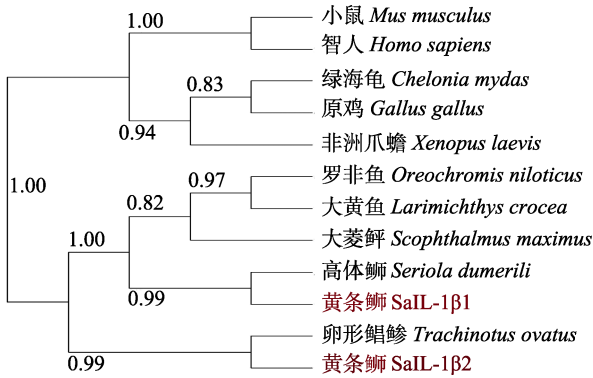 1.00
小鼠 Mus musculus
智人 Homo sapiens
0.83
绿海龟 Chelonia mydas
原鸡 Gallus gallus
0.94
非洲爪蟾 Xenopus laevis
1.00
0.97
罗非鱼 Oreochromis niloticus
0.82
大黄鱼 Larimichthys crocea
1.00
大菱鲆 Scophthalmus maximus
高体鰤 Seriola dumerili
0.99
黄条鰤 SaIL-1β1
卵形鲳鲹 Trachinotus ovatus
0.99
黄条鰤 SaIL-1β2